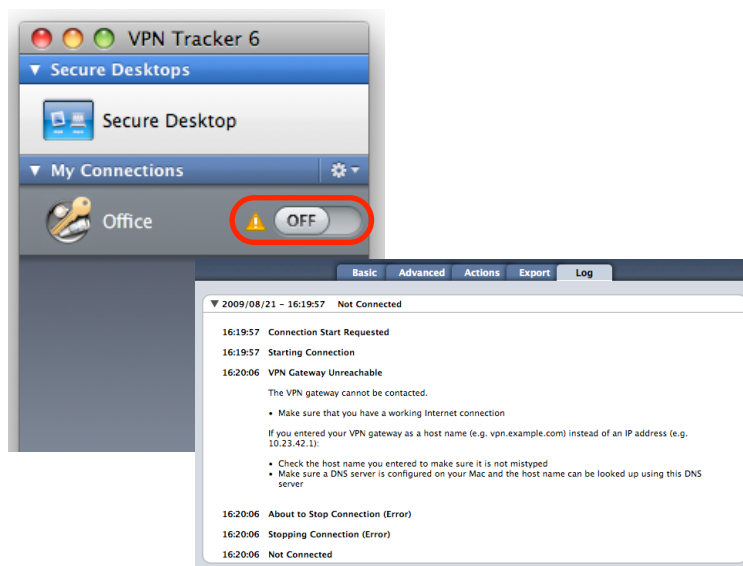 VPN Tracker 6
Secure Desktops
Secure Desktop
My Connections
Office
OFF
Basic Advanced Actions Export Log
2009/08/21 - 16:19:57 Not Connected
16:19:57 Connection Start Requested
16:19:57 Starting Connection
16:20:06 VPN Gateway Unreachable
The VPN gateway cannot be contacted.
• Make sure that you have a working Internet connection
If you entered your VPN gateway as a host name (e.g. vpn.example.com) instead of an IP address (e.g.
10.23.42.1):
• Check the host name you entered to make sure it is not mistyped
• Make sure a DNS server is configured on your Mac and the host name can be looked up using this DNS
server
16:20:06 About to Stop Connection (Error)
16:20:06 Stopping Connection (Error)
16:20:06 Not Connected